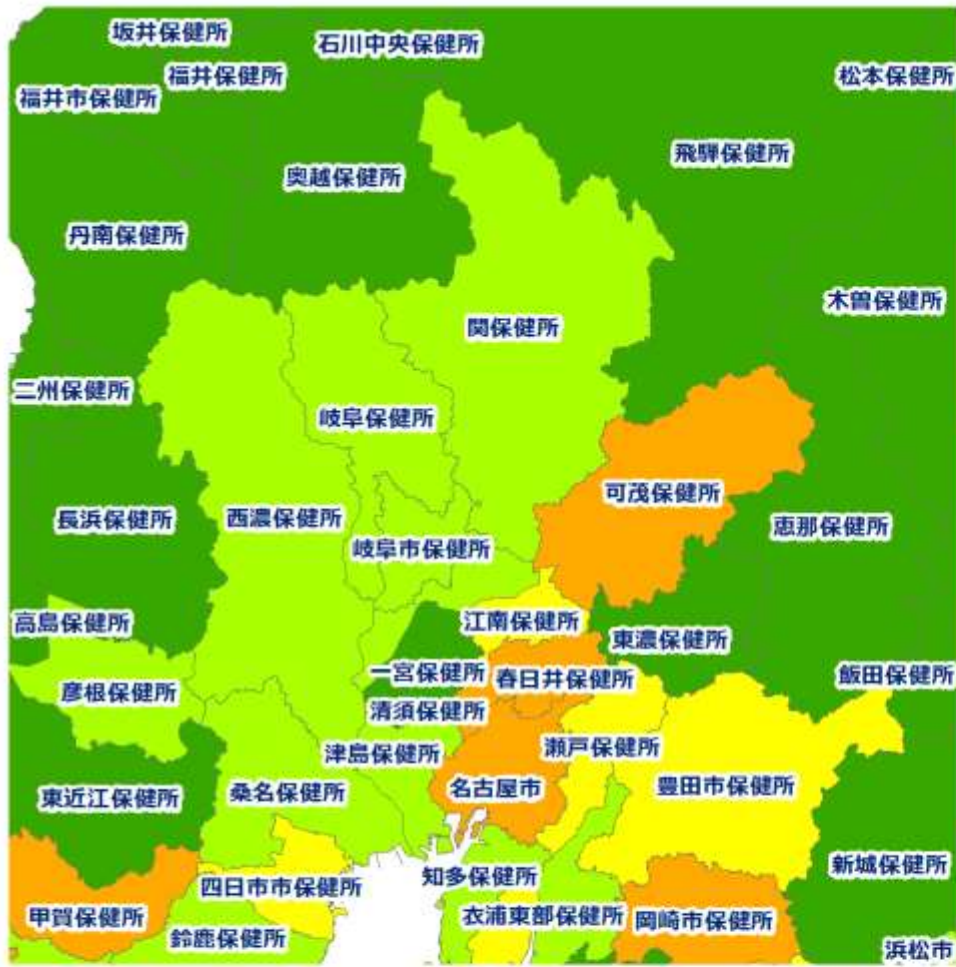 坂井保健所
石川中央保健所
福井保健所
松本保健所
福井市保健所
飛騨保健所
奥越保健所
丹南保健所
木曽保健所
関保健所
二州保健所
岐阜保健所
可茂保健所
長浜保健所
西濃保健所
恵那保健所
岐阜市保健所
高島保健所
江南保健所
東濃保健所
一宮保健所
春日井保健所
飯田保健所
彦根保健所
清須保健所
津島保健所
瀬戸保健所
東近江保健所
桑名保健所
名古屋市
豊田市保健所
新城保健所
知多保健所
四日市市保健所
甲賀保健所
衣浦東部保健所
岡崎市保健所
鈴鹿保健所
浜松市